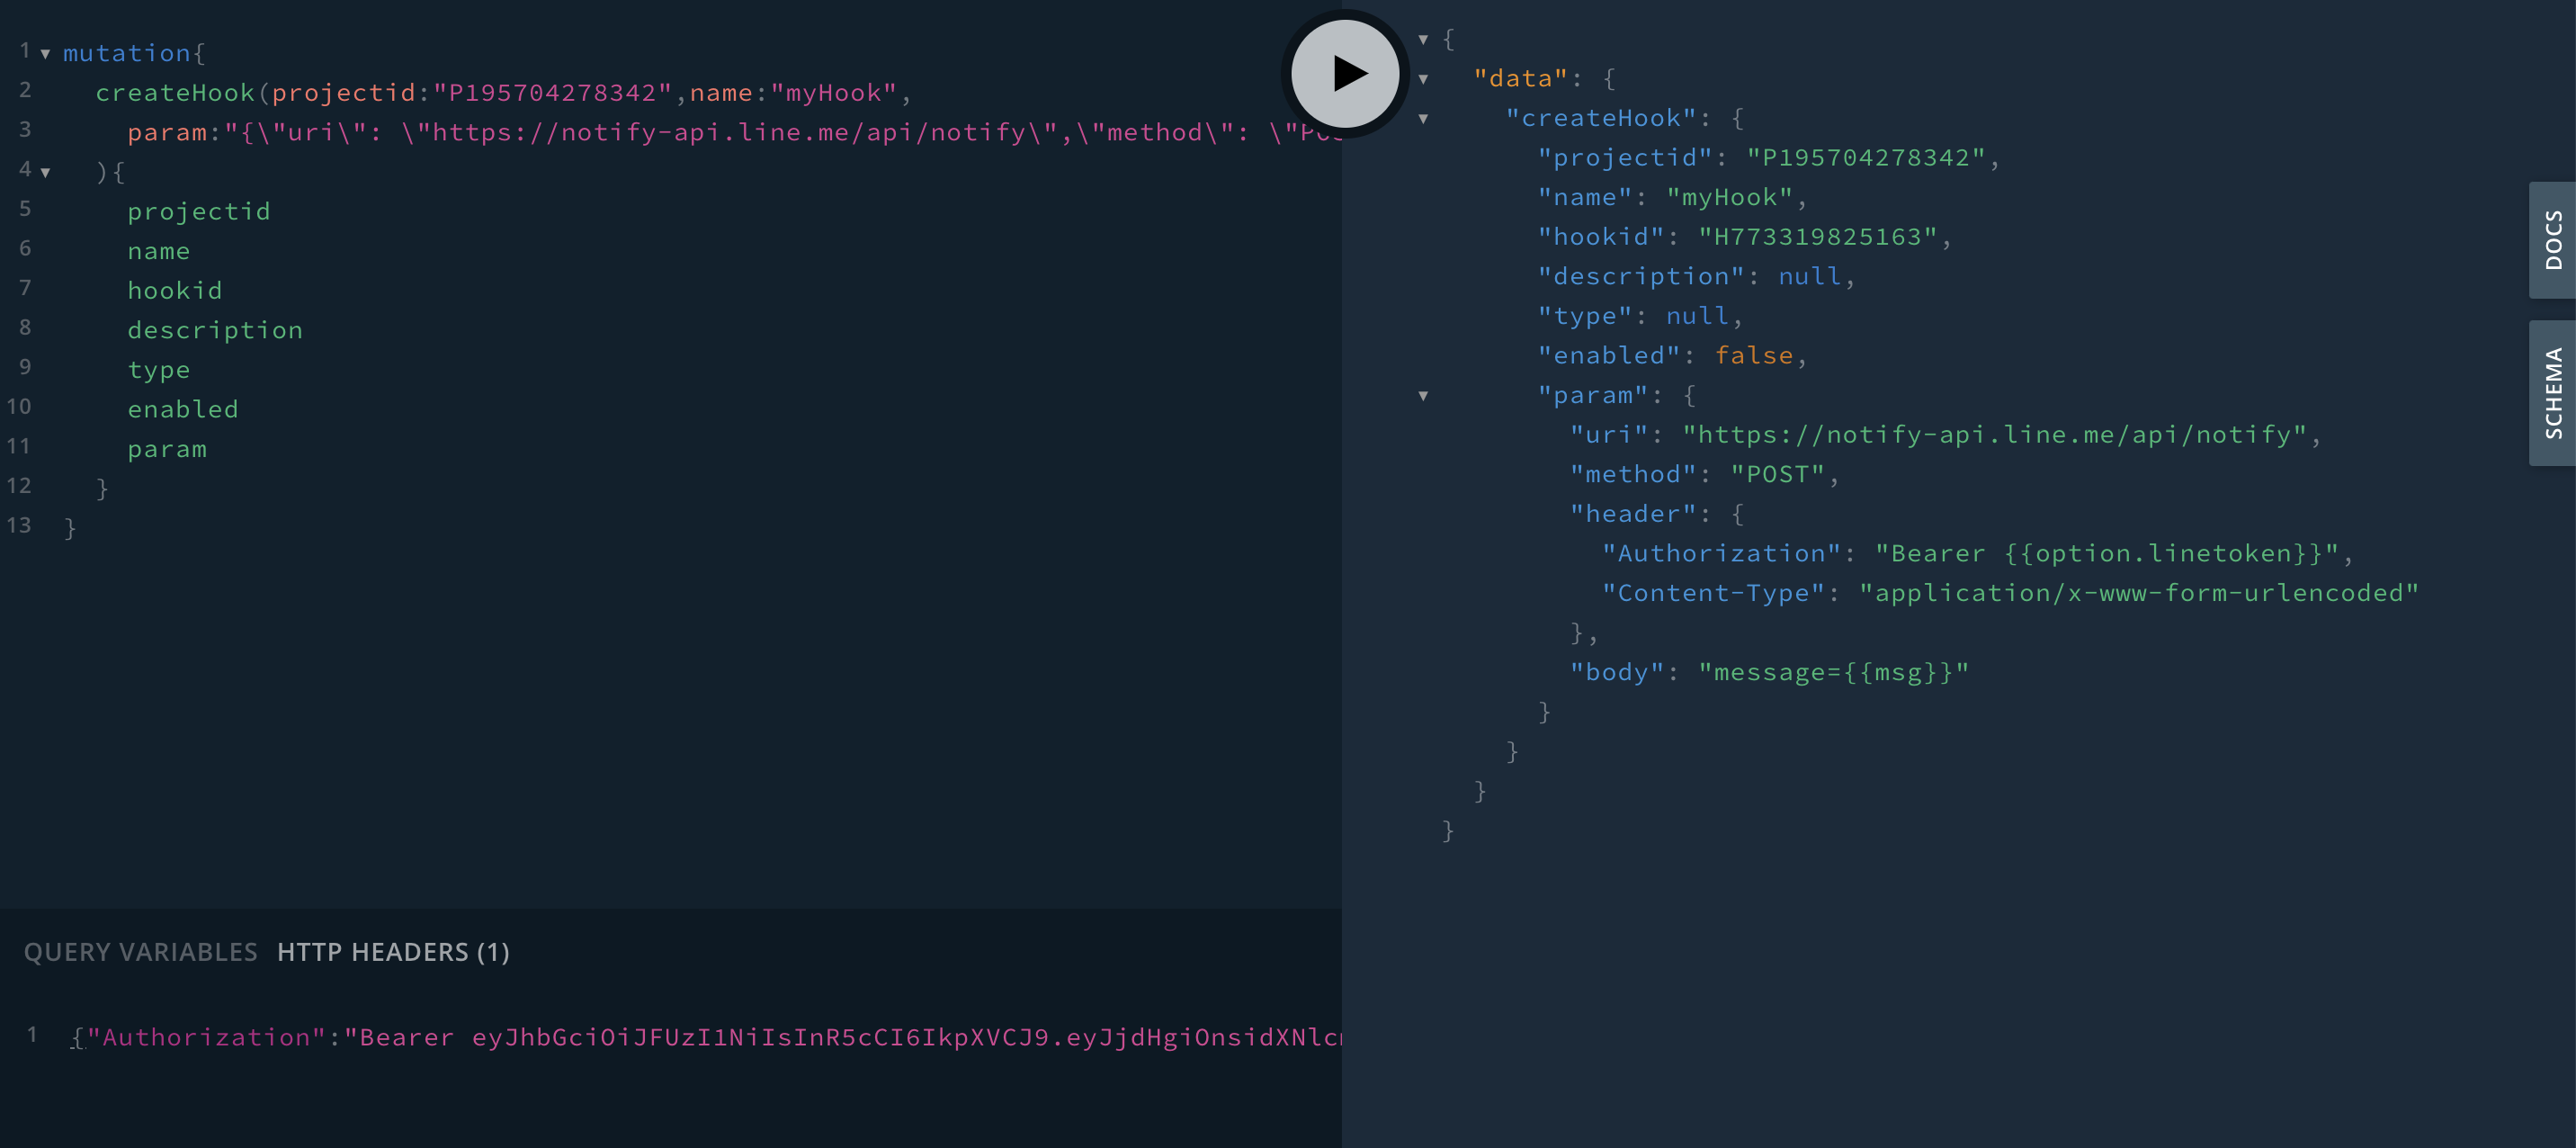 1 mutation{
2 createHook(projectid:"P195704278342",name:"myHook",
3 param:"{\"uri\": \"https://notify-api.line.me/api/notify\",\"method\": \"POS
4 ){
5 projectid
6 name
7 hookid
8 description
9 type
10 enabled
11 param
12 }
13 }
QUERY VARIABLES HTTP HEADERS (1)
1 {"Authorization":"Bearer eyJhbGciOiJFUzI1NiIsInR5cCI6IkpXVCJ9.eyJjdHgiOnsidXNlc
{
"data": {
"createHook": {
"projectid": "P195704278342",
"name": "myHook",
"hookid": "H773319825163",
"description": null,
"type": null,
"enabled": false,
"param": {
"uri": "https://notify-api.line.me/api/notify",
"method": "POST",
"header": {
"Authorization": "Bearer {{option.linetoken}}",
"Content-Type": "application/x-www-form-urlencoded"
},
"body": "message={{msg}}"
}
}
}
}
DOCS
SCHEMA